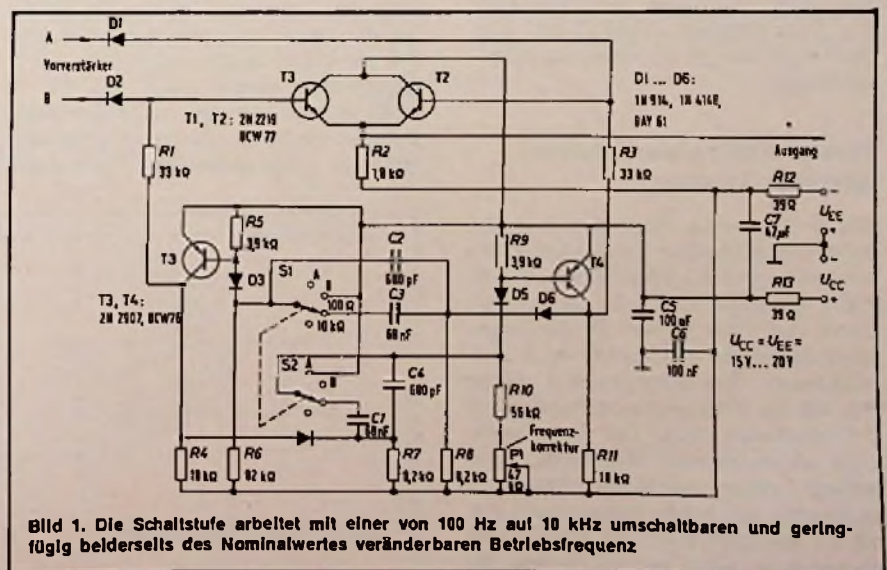 D1
A
Vorverstärker
D2
B
T3
T2
T1, T2: 2N 2219
BCW 77
D1 ... D6:
1N 914, 1N 4148,
BAY 61
R1
33 kΩ
R2
1,8 kΩ
R3
33 kΩ
Ausgang
R12
39 Ω
C7
47µF
UEE
+
−
UCC
R13
39 Ω
+
T3
R5
3,9 kΩ
D3
S1
A
B
100 Ω
10 kΩ
C2
680 pF
C3
68 nF
R9
3,9 kΩ
D5
T4
D6
T3, T4:
2N 2907, BCW76
C5
100 nF
C6
100 nF
UCC = UEE =
15 V... 20 V
S2
A
B
C4
680 pF
C1
68 nF
R10
56 kΩ
Frequenz-
korrektur
P1
47
kΩ
R4
18 kΩ
R6
82 kΩ
R7
8,2 kΩ
R8
8,2 kΩ
R11
18 kΩ
Bild 1. Die Schaltstufe arbeitet mit einer von 100 Hz auf 10 kHz umschaltbaren und gering-
fügig beiderseits des Nominalwertes veränderbaren Betriebsfrequenz